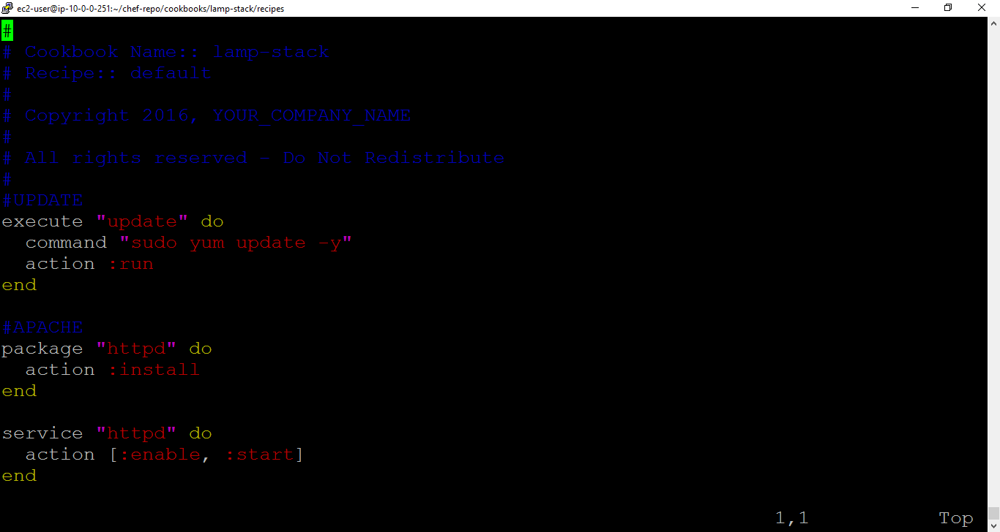 ec2-user@ip-10-0-0-251:~/chef-repo/cookbooks/lamp-stack/recipes
#
# Cookbook Name:: lamp-stack
# Recipe:: default
#
# Copyright 2016, YOUR_COMPANY_NAME
#
# All rights reserved - Do Not Redistribute
#
#UPDATE
execute "update" do
  command "sudo yum update -y"
  action :run
end

#APACHE
package "httpd" do
  action :install
end

service "httpd" do
  action [:enable, :start]
end

1,1 Top